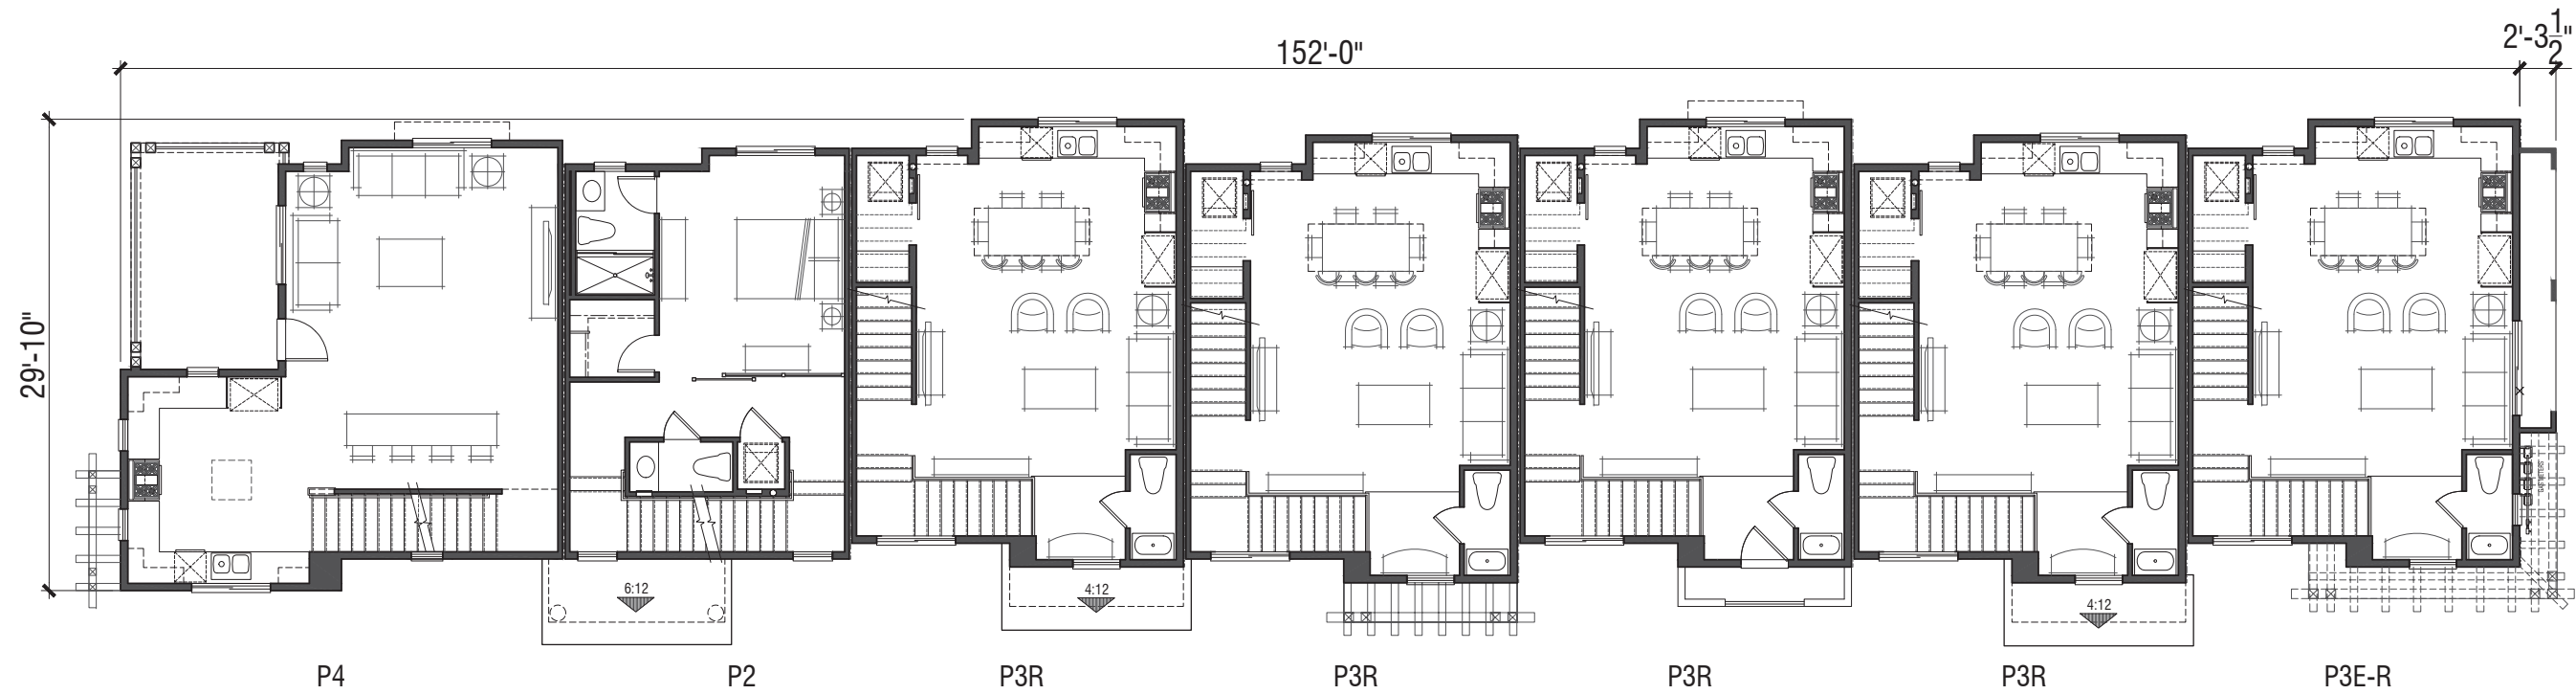 2'-3 1/2"
152'-0"
29'-10"
6:12
4:12
4:12
P4
P2
P3R
P3R
P3R
P3R
P3E-R